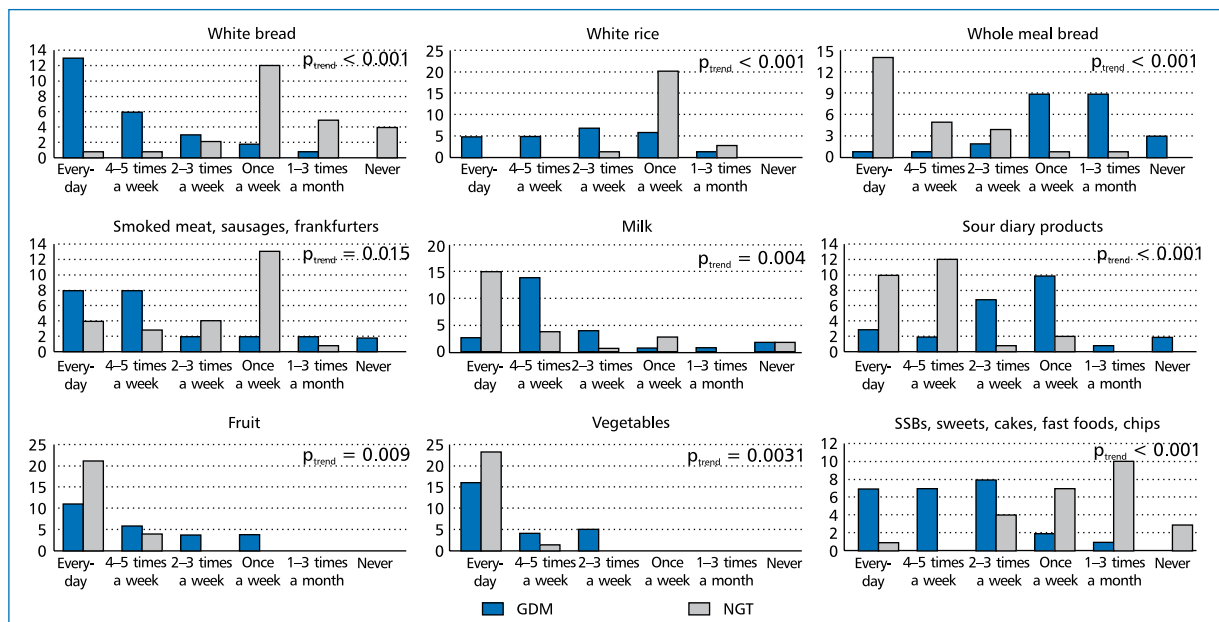 White bread
14
12
10
8
6
4
2
0
p trend < 0.001
Every-
day
4–5 times
a week
2–3 times
a week
Once
a week
1–3 times
a month
Never
White rice
25
20
15
10
5
0
p trend < 0.001
Every-
day
4–5 times
a week
2–3 times
a week
Once
a week
1–3 times
a month
Never
Whole meal bread
15
12
9
6
3
0
p trend < 0.001
Every-
day
4–5 times
a week
2–3 times
a week
Once
a week
1–3 times
a month
Never
Smoked meat, sausages, frankfurters
14
12
10
8
6
4
2
0
p trend = 0.015
Every-
day
4–5 times
a week
2–3 times
a week
Once
a week
1–3 times
a month
Never
Milk
20
15
10
5
0
p trend = 0.004
Every-
day
4–5 times
a week
2–3 times
a week
Once
a week
1–3 times
a month
Never
Sour diary products
14
12
10
8
6
4
2
0
p trend < 0.001
Every-
day
4–5 times
a week
2–3 times
a week
Once
a week
1–3 times
a month
Never
Fruit
25
20
15
10
5
0
p trend = 0.009
Every-
day
4–5 times
a week
2–3 times
a week
Once
a week
1–3 times
a month
Never
Vegetables
25
20
15
10
5
0
p trend = 0.0031
Every-
day
4–5 times
a week
2–3 times
a week
Once
a week
1–3 times
a month
Never
SSBs, sweets, cakes, fast foods, chips
12
10
8
6
4
2
0
p trend < 0.001
Every-
day
4–5 times
a week
2–3 times
a week
Once
a week
1–3 times
a month
Never
GDM
NGT